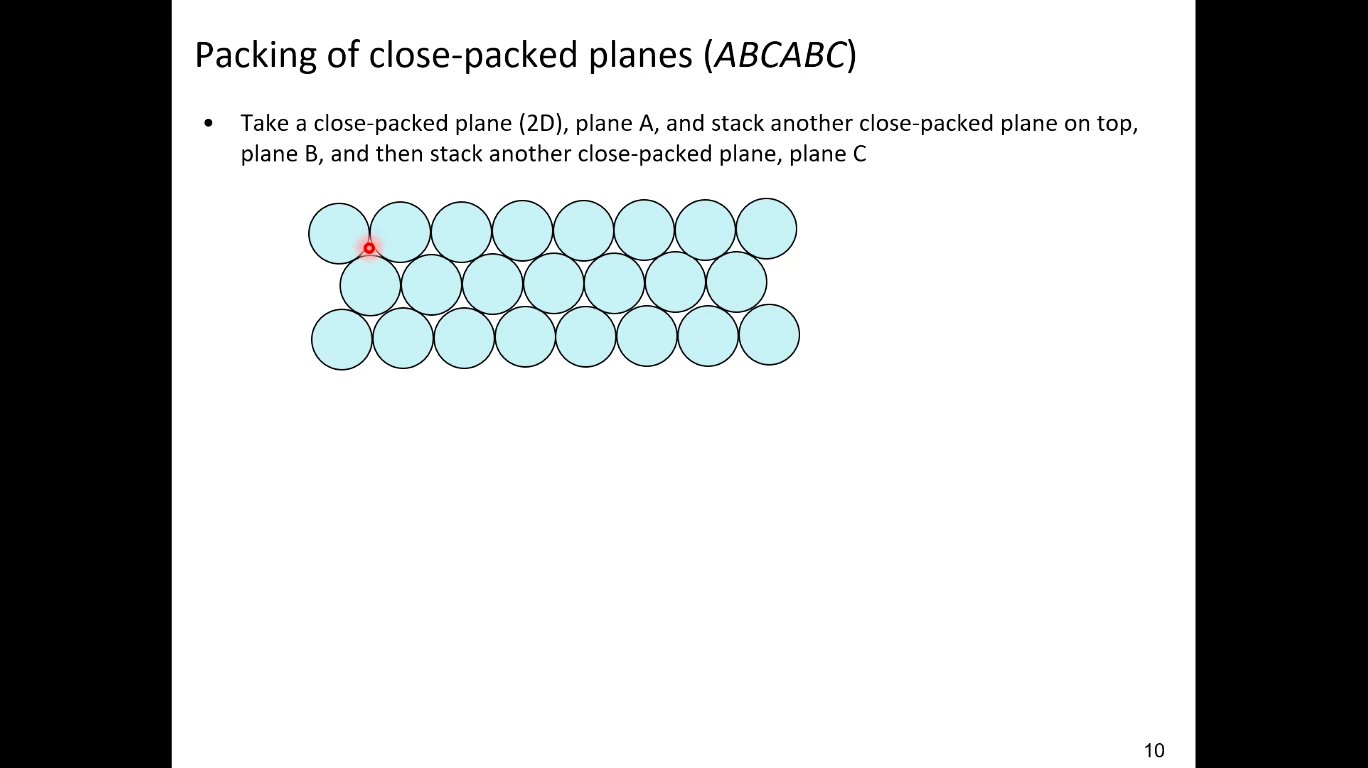 Packing of close-packed planes (ABCABC)
• Take a close-packed plane (2D), plane A, and stack another close-packed plane on top,
plane B, and then stack another close-packed plane, plane C
10